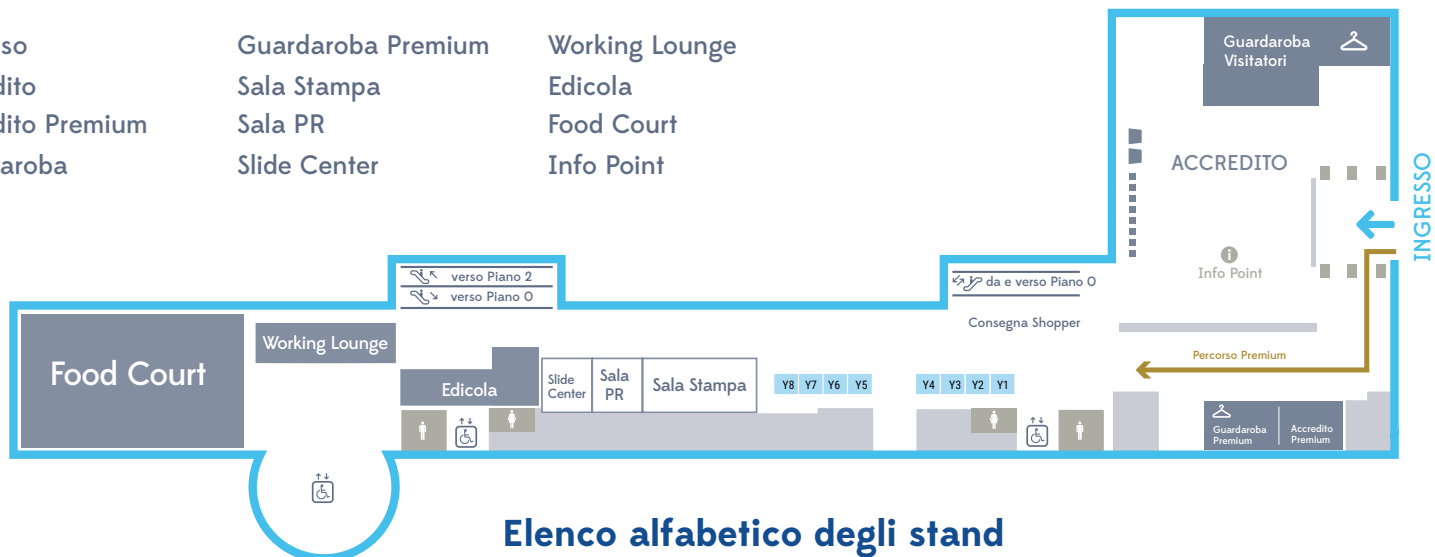 so
Guardaroba Premium
Working Lounge
dito
Sala Stampa
Edicola
dito Premium
Sala PR
Food Court
aroba
Slide Center
Info Point
Guardaroba
Visitatori
ACCREDITO
INGRESSO
i
Info Point
verso Piano 2
verso Piano 0
da e verso Piano 0
Consegna Shopper
Percorso Premium
Food Court
Working Lounge
Edicola
Slide
Center
Sala
PR
Sala Stampa
Y8 Y7 Y6 Y5
Y4 Y3 Y2 Y1
Guardaroba
Premium
Accredito
Premium
Elenco alfabetico degli stand